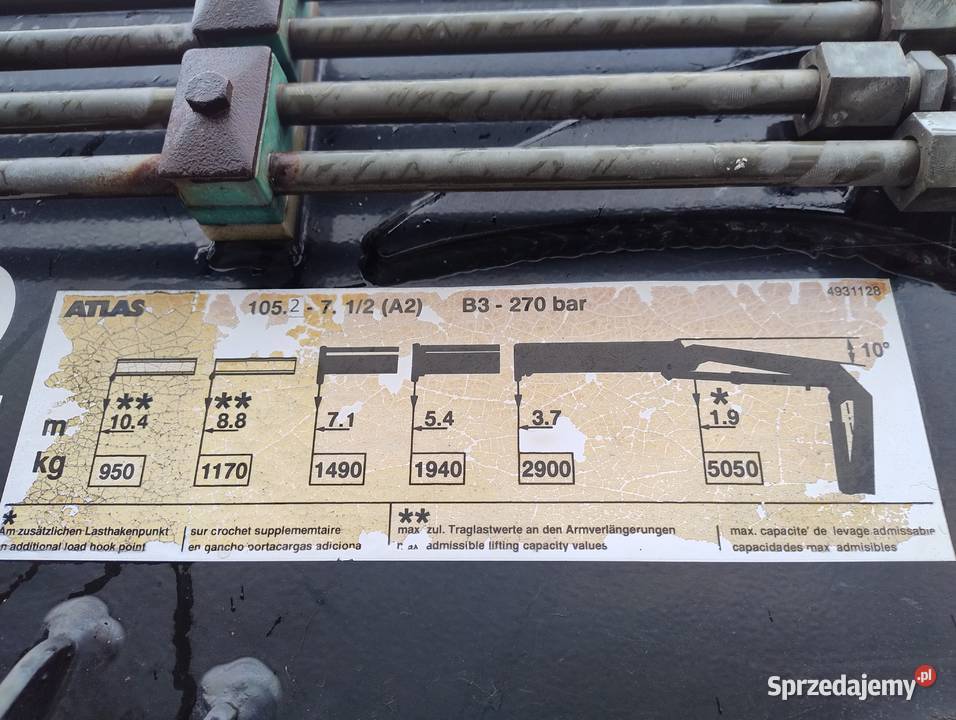 ATLAS 105.2 - 7. 1/2 (A2) B3 - 270 bar 4931128
10°
** ** *
m 10.4 8.8 7.1 5.4 3.7 1.9
kg 950 1170 1490 1940 2900 5050
* **
Am zusätzlichen Lasthakenpunkt sur crochet supplememtaire max zul. Traglastwerte an den Armverlängerungen max. capacite' de levage admissable
n additional load hook point en gancho portacargas adiciona max admissible lifting capacity values capacidades max admisibles
Sprzedajemy.pl